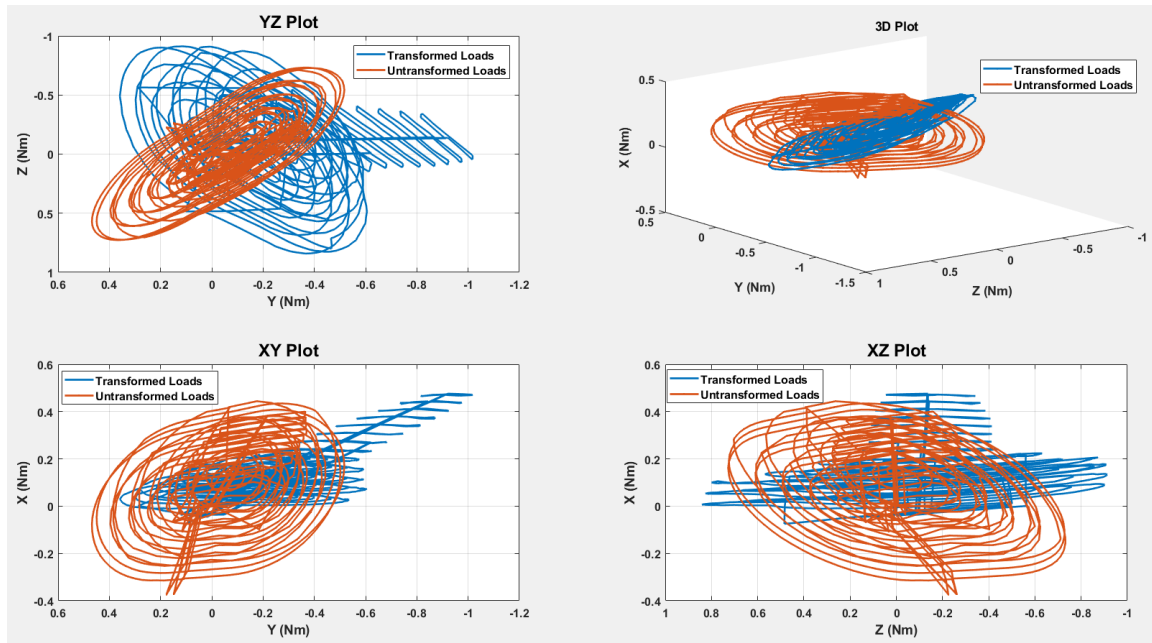 YZ Plot
-1
-0.5
0
0.5
1
Z (Nm)
0.6 0.4 0.2 0 -0.2 -0.4 -0.6 -0.8 -1 -1.2
Y (Nm)
Transformed Loads
Untransformed Loads
3D Plot
0.5
0
-0.5
X (Nm)
0.5
0
-0.5
-1
-1.5
Y (Nm)
1
0.5
0
-0.5
-1
Z (Nm)
Transformed Loads
Untransformed Loads
XY Plot
0.6
0.4
0.2
0
-0.2
-0.4
X (Nm)
0.6 0.4 0.2 0 -0.2 -0.4 -0.6 -0.8 -1 -1.2
Y (Nm)
Transformed Loads
Untransformed Loads
XZ Plot
0.6
0.4
0.2
0
-0.2
-0.4
X (Nm)
1 0.8 0.6 0.4 0.2 0 -0.2 -0.4 -0.6 -0.8 -1
Z (Nm)
Transformed Loads
Untransformed Loads